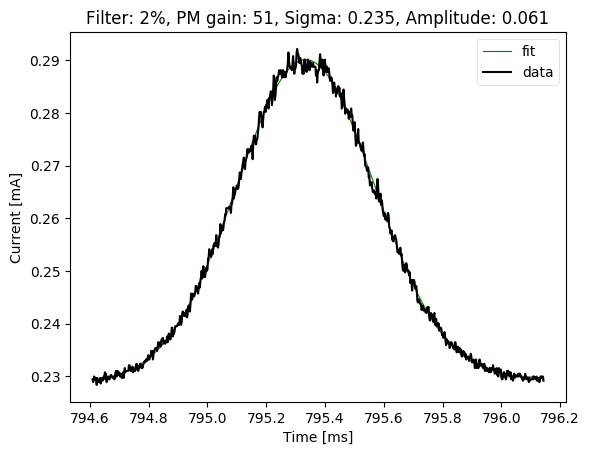 Filter: 2%, PM gain: 51, Sigma: 0.235, Amplitude: 0.061
fit
data
0.29
0.28
0.27
0.26
0.25
0.24
0.23
Current [mA]
794.6 794.8 795.0 795.2 795.4 795.6 795.8 796.0 796.2
Time [ms]